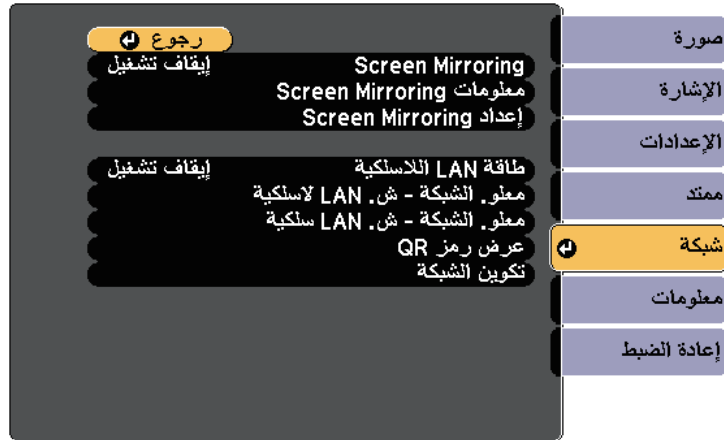 صورة
الإشارة
الإعدادات
ممتد
شبكة
معلومات
إعادة الضبط
رجوع
Screen Mirroring إيقاف تشغيل
معلومات Screen Mirroring
إعداد Screen Mirroring
طاقة LAN اللاسلكية إيقاف تشغيل
معلو. الشبكة - ش. LAN لاسلكية
معلو. الشبكة - ش. LAN سلكية
عرض رمز QR
تكوين الشبكة